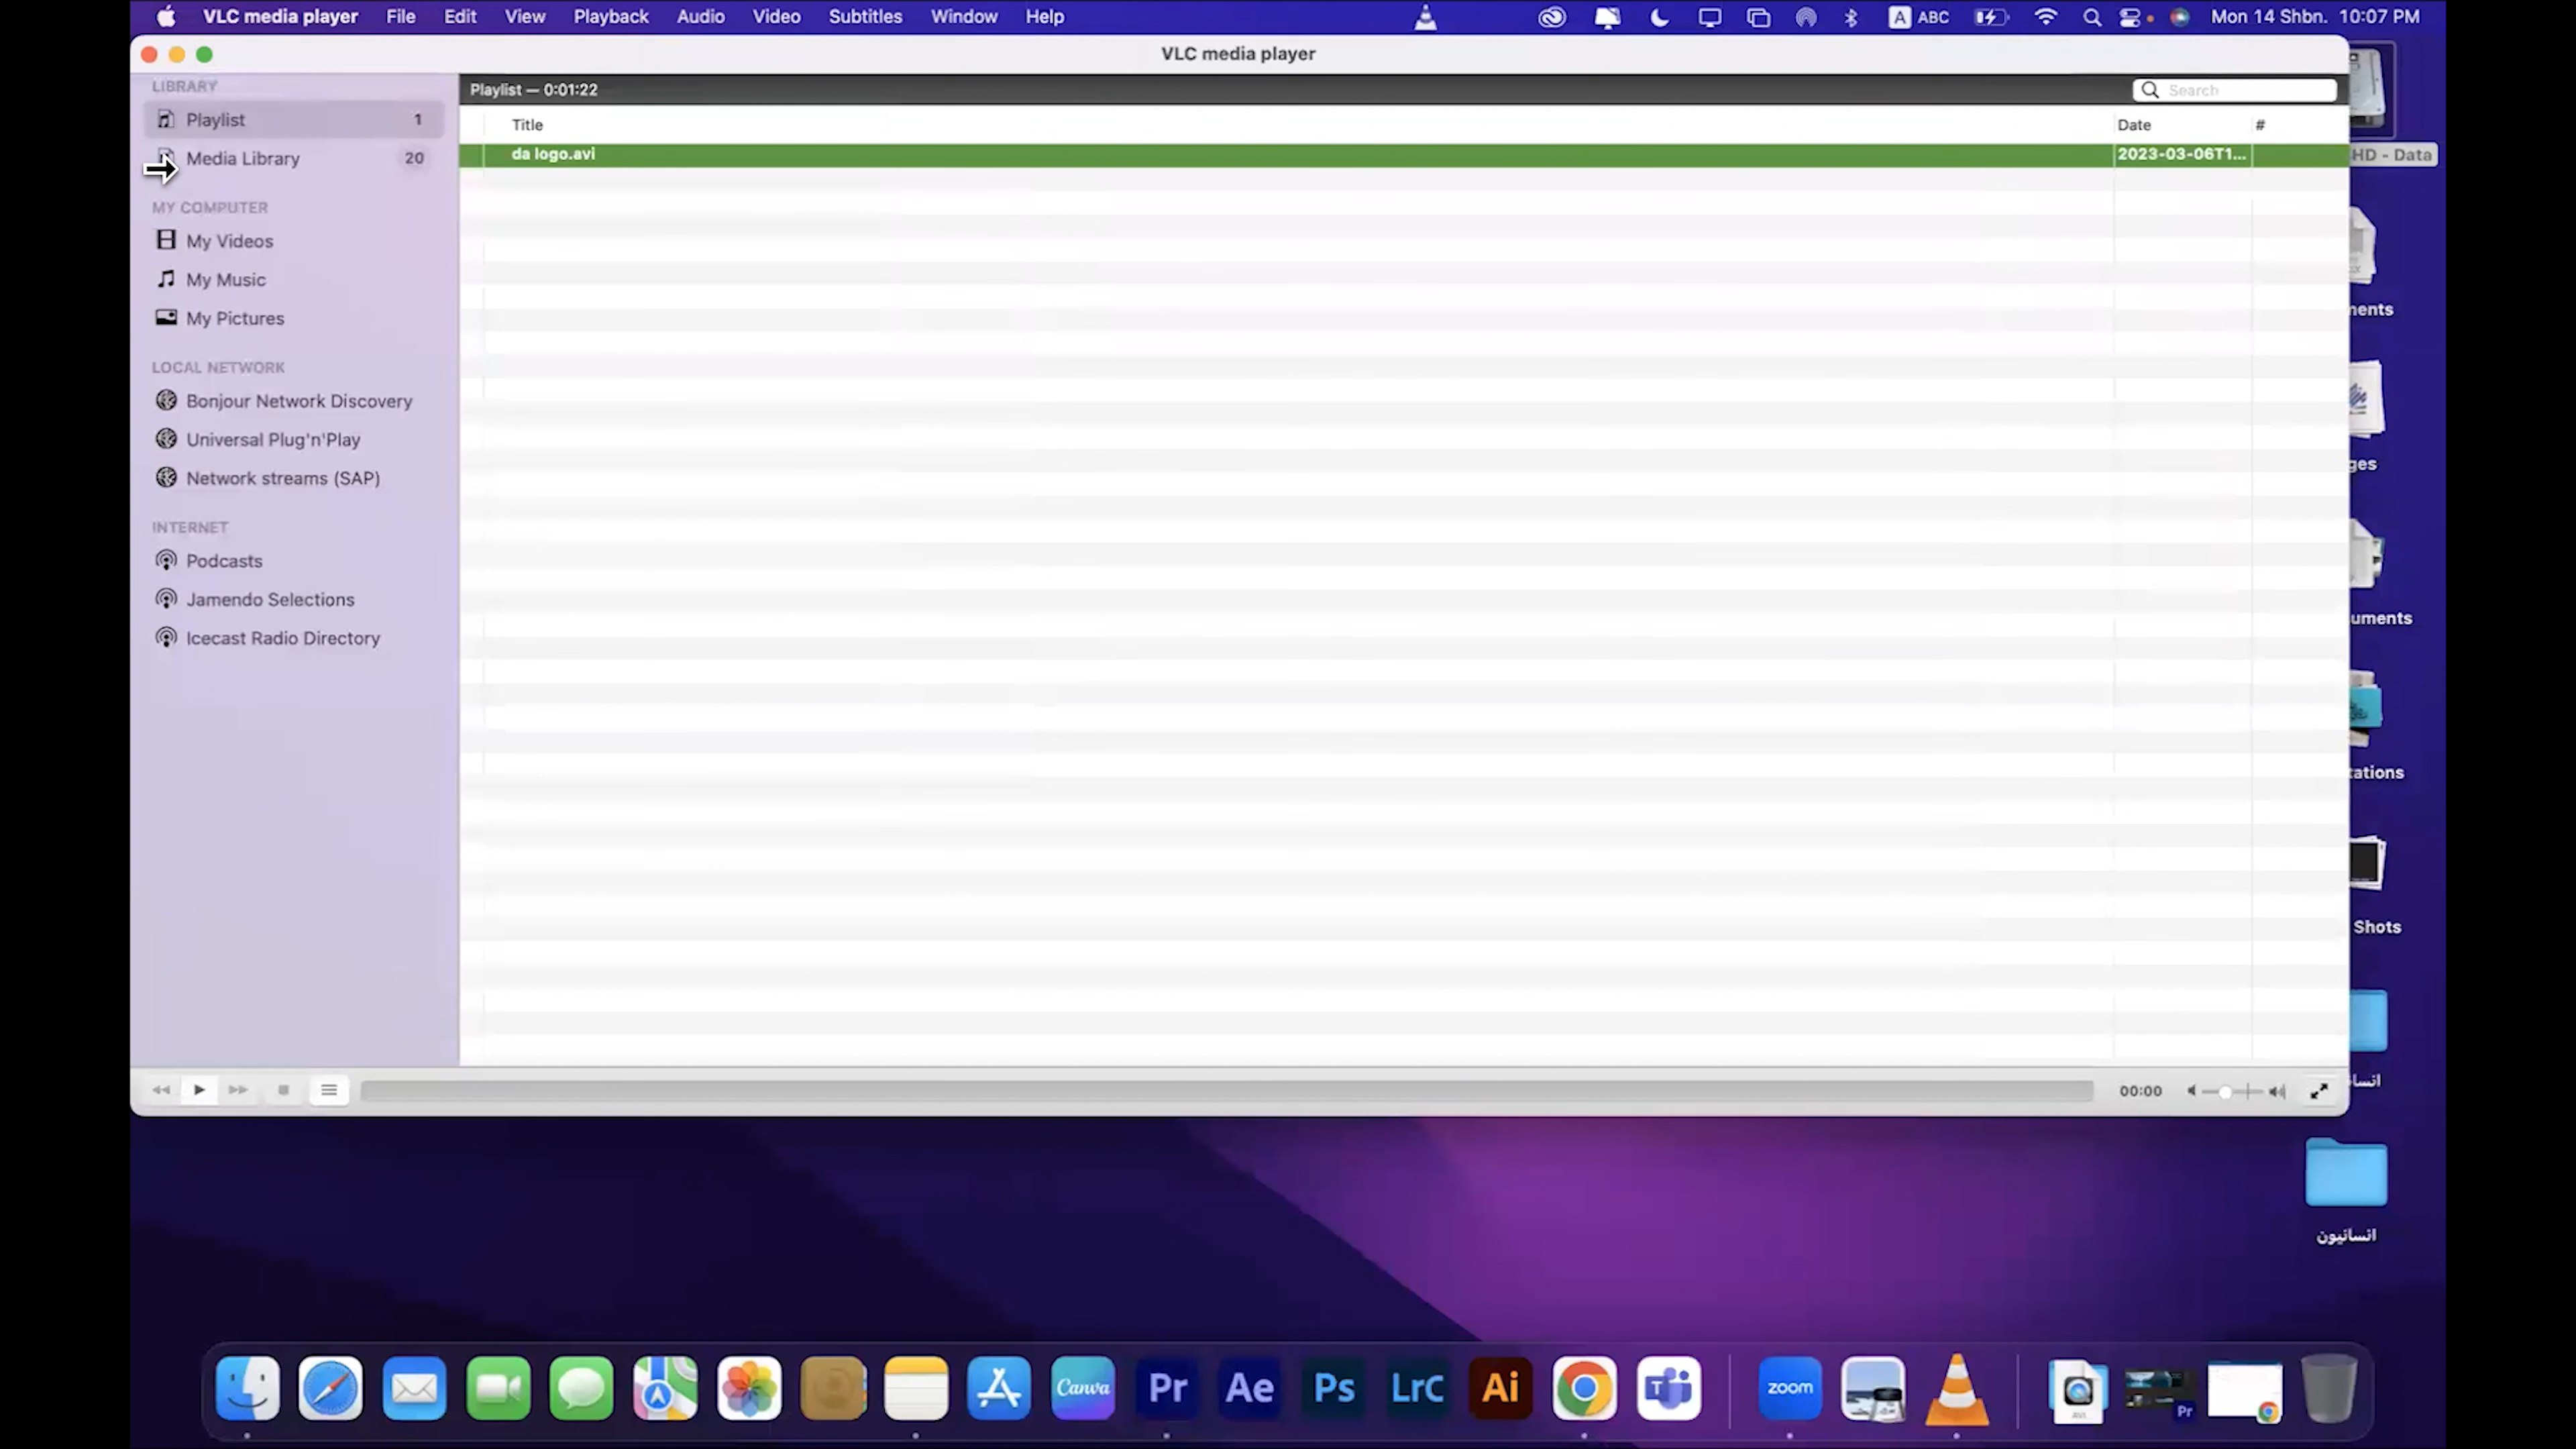 VLC media player File Edit View Playback Audio Video Subtitles Window Help A ABC Mon 14 Shbn. 10:07 PM
VLC media player
LIBRARY
Playlist 1
Media Library 20
MY COMPUTER
My Videos
My Music
My Pictures
LOCAL NETWORK
Bonjour Network Discovery
Universal Plug'n'Play
Network streams (SAP)
INTERNET
Podcasts
Jamendo Selections
Icecast Radio Directory
Playlist — 0:01:22
Search
Title Date #
da logo.avi 2023-03-06T1...
00:00
HD - Data
Shots
انسانيون
Canva Pr Ae Ps LrC Ai T zoom
Pr